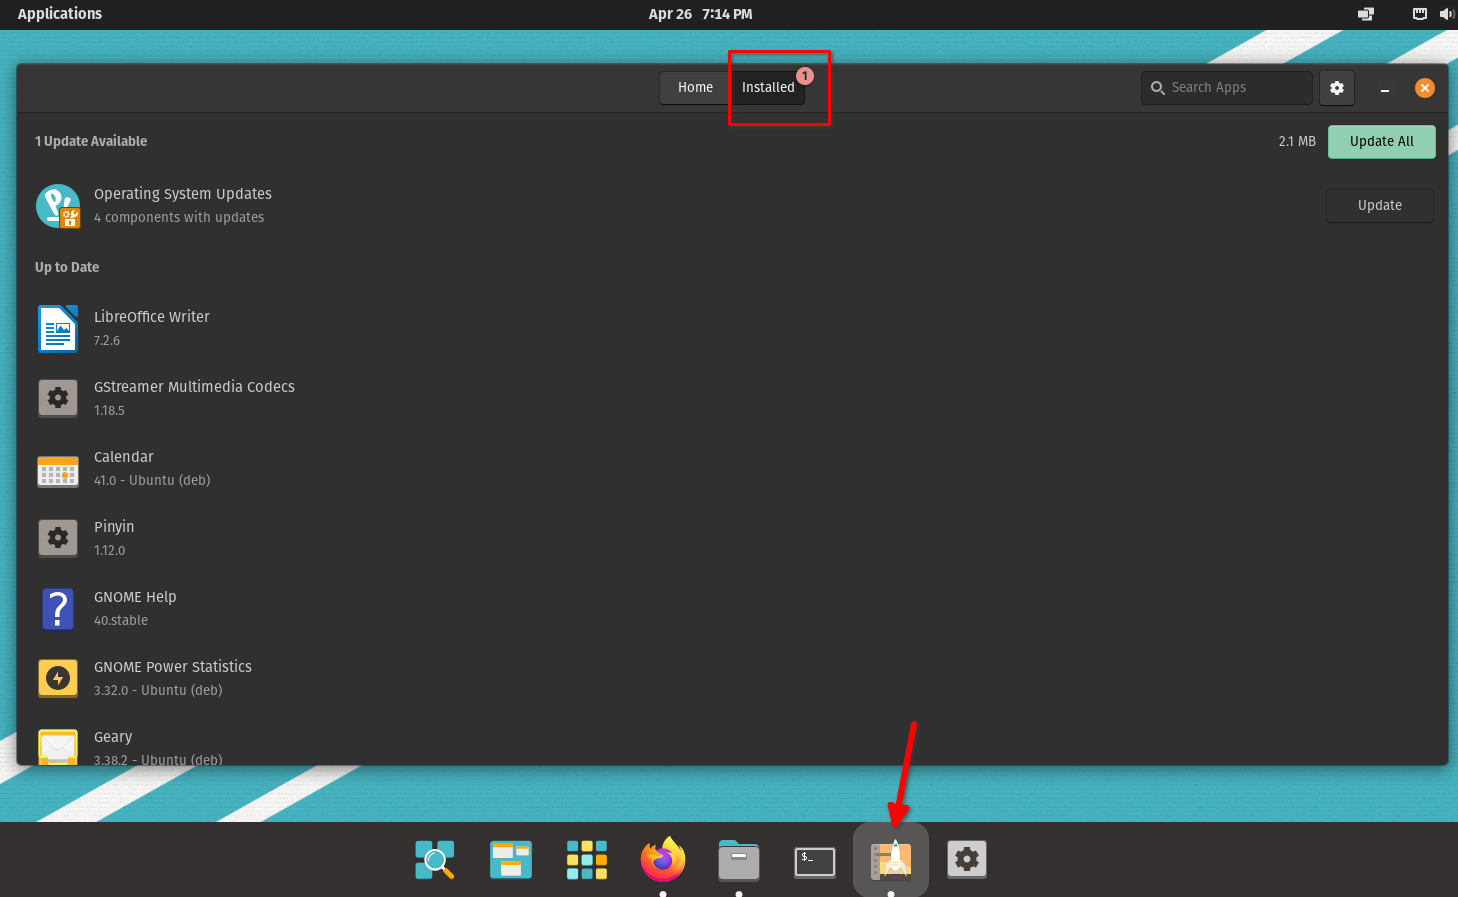 Applications
Apr 26 7:14 PM
Home
Installed
1
Search Apps
1 Update Available
2.1 MB
Update All
Operating System Updates
4 components with updates
Update
Up to Date
LibreOffice Writer
7.2.6
GStreamer Multimedia Codecs
1.18.5
Calendar
41.0 - Ubuntu (deb)
Pinyin
1.12.0
GNOME Help
40.stable
GNOME Power Statistics
3.32.0 - Ubuntu (deb)
Geary
3.38.2 - Ubuntu (deb)
$_